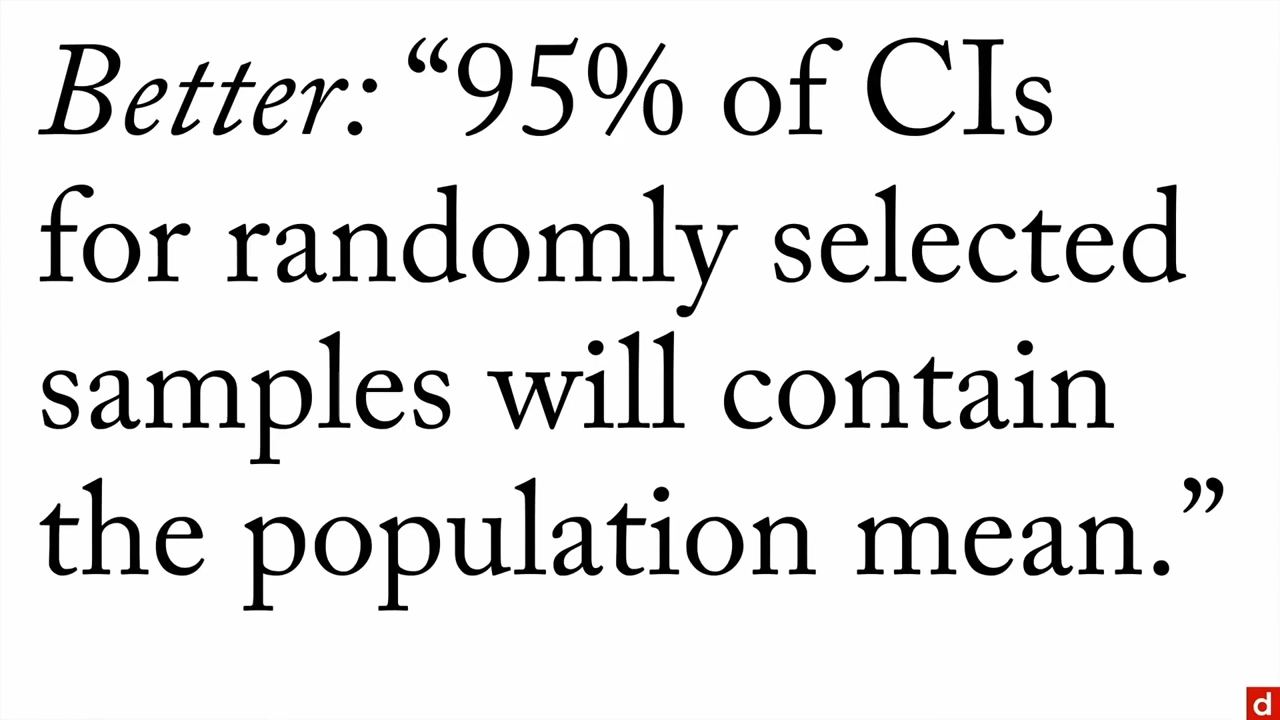 Better: “95% of CIs
for randomly selected
samples will contain
the population mean.”
d